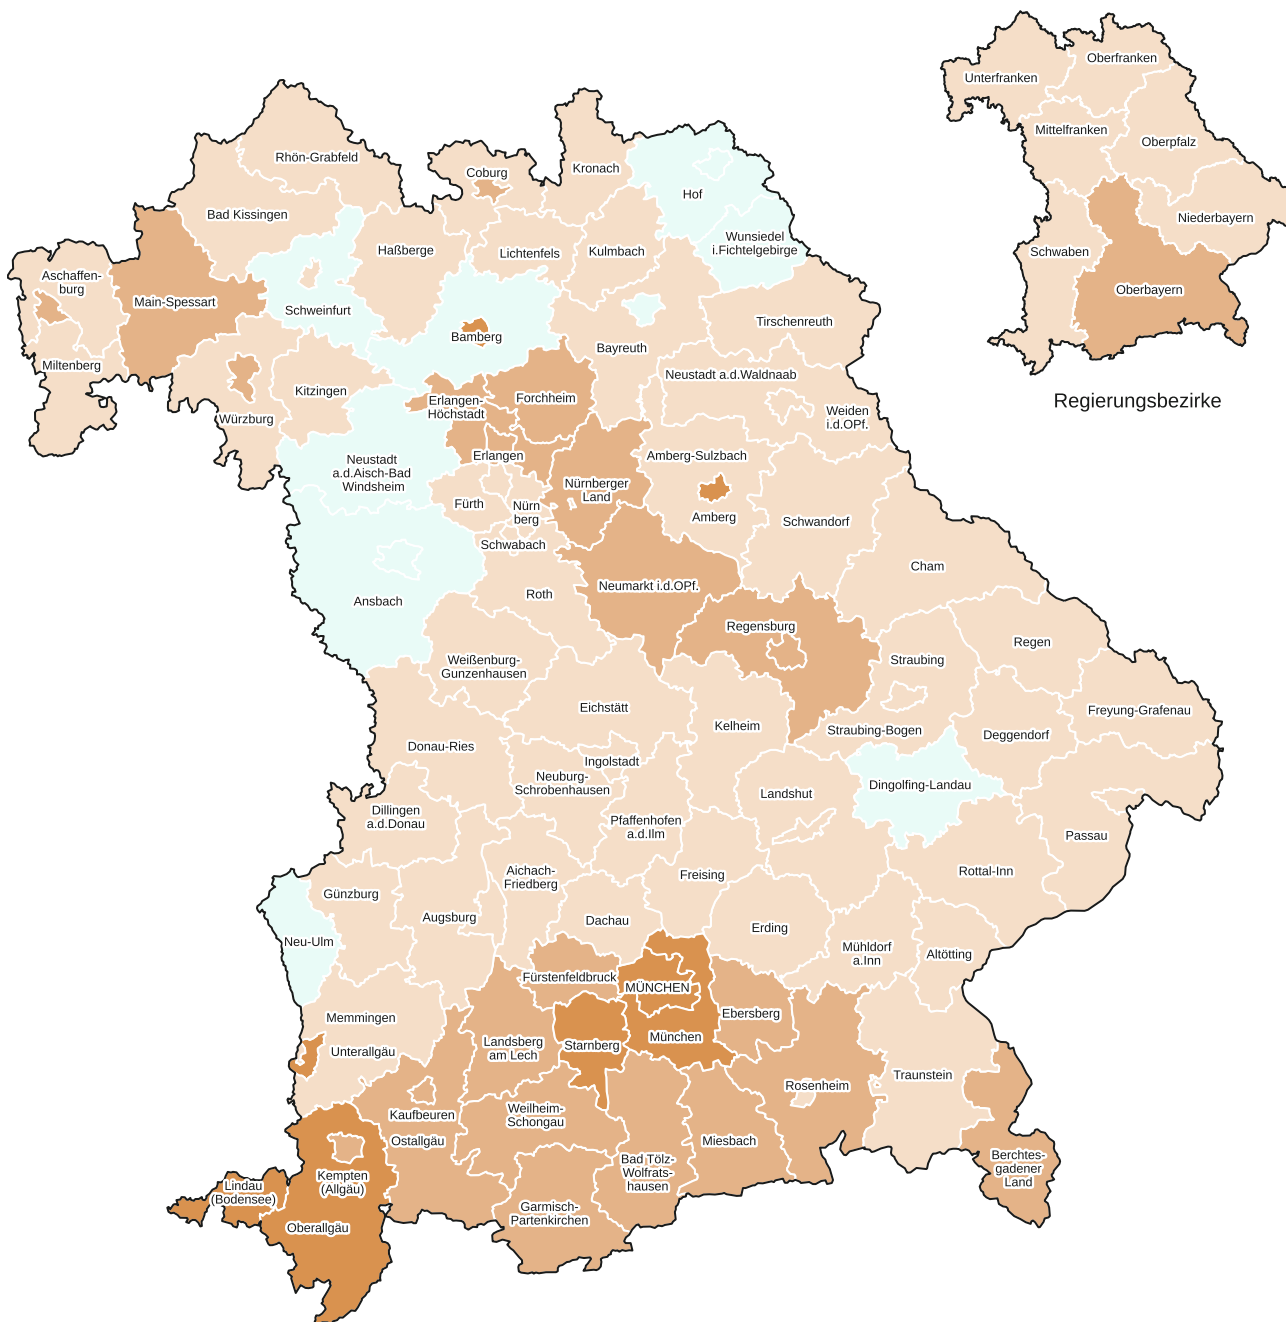 Oberfranken
Unterfranken
Mittelfranken
Oberpfalz
Niederbayern
Schwaben
Oberbayern
Regierungsbezirke
Rhön-Grabfeld
Coburg
Kronach
Hof
Bad Kissingen
Haßberge
Lichtenfels
Kulmbach
Wunsiedel
i.Fichtelgebirge
Aschaffen-
burg
Main-Spessart
Schweinfurt
Bamberg
Bayreuth
Tirschenreuth
Miltenberg
Kitzingen
Würzburg
Erlangen-
Höchstadt
Forchheim
Neustadt a.d.Waldnaab
Weiden
i.d.OPf.
Neustadt
a.d.Aisch-Bad
Windsheim
Erlangen
Nürnberger
Land
Amberg-Sulzbach
Fürth
Nürn
berg
Amberg
Schwandorf
Schwabach
Cham
Ansbach
Roth
Neumarkt i.d.OPf.
Regensburg
Regen
Weißenburg-
Gunzenhausen
Straubing
Eichstätt
Kelheim
Straubing-Bogen
Freyung-Grafenau
Deggendorf
Donau-Ries
Ingolstadt
Neuburg-
Schrobenhausen
Landshut
Dingolfing-Landau
Dillingen
a.d.Donau
Pfaffenhofen
a.d.Ilm
Passau
Aichach-
Friedberg
Freising
Rottal-Inn
Günzburg
Augsburg
Dachau
Erding
Neu-Ulm
Mühldorf
a.Inn
Altötting
Fürstenfeldbruck
MÜNCHEN
Memmingen
Ebersberg
Landsberg
am Lech
Starnberg
München
Unterallgäu
Rosenheim
Traunstein
Kaufbeuren
Weilheim-
Schongau
Ostallgäu
Miesbach
Bad Tölz-
Wolfrats-
hausen
Berchtes-
gadener
Land
Kempten
(Allgäu)
Lindau
(Bodensee)
Garmisch-
Partenkirchen
Oberallgäu